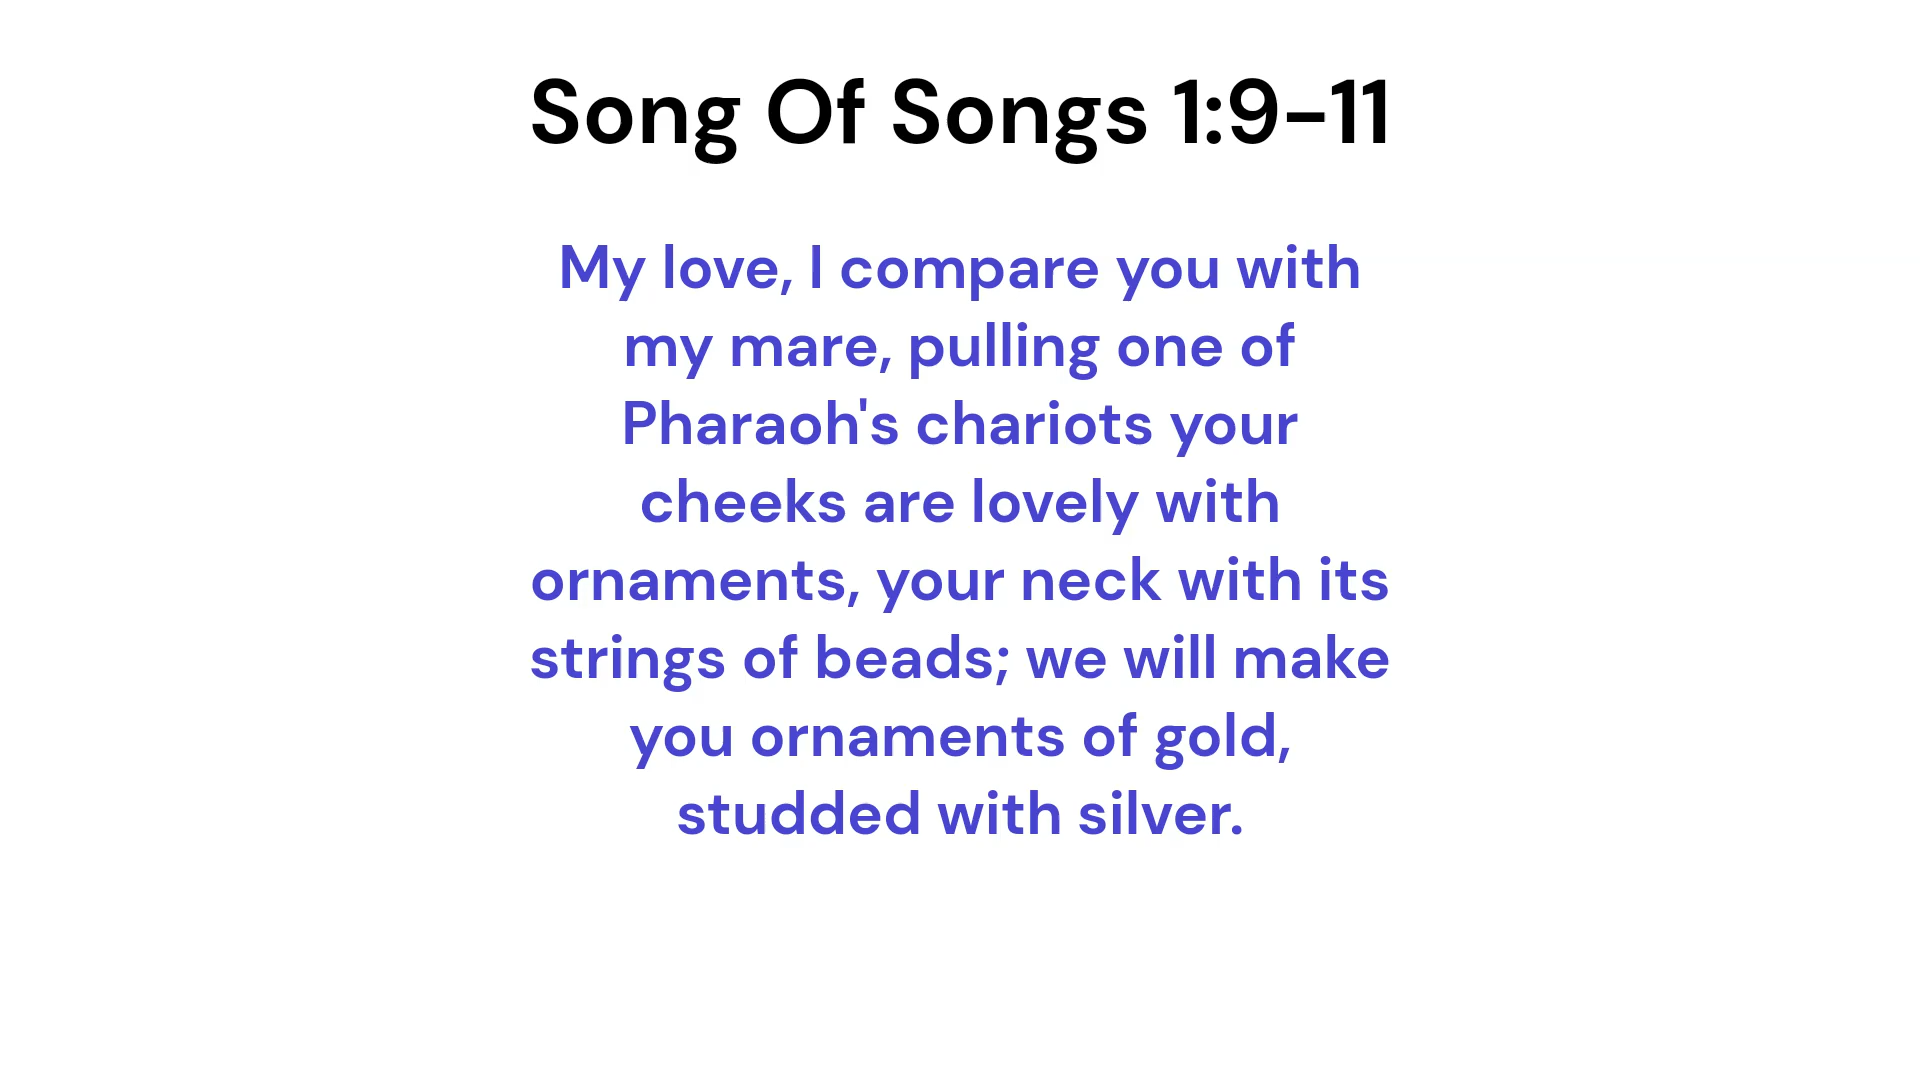 Song Of Songs 1:9-11
My love, I compare you with
my mare, pulling one of
Pharaoh's chariots your
cheeks are lovely with
ornaments, your neck with its
strings of beads; we will make
you ornaments of gold,
studded with silver.